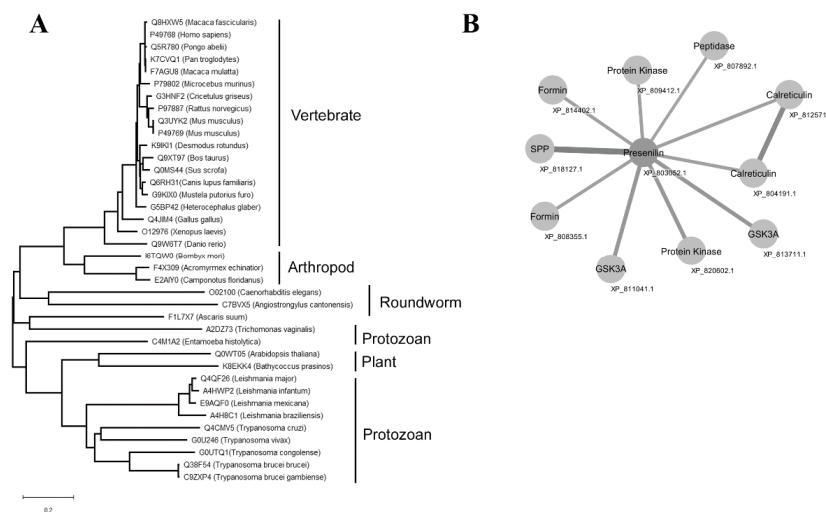 A
Q8HXW5 (Macaca fascicularis)
P49768 (Homo sapiens)
Q5R780 (Pongo abelii)
K7CVQ1 (Pan troglodytes)
F7AGU8 (Macaca mulatta)
P79802 (Microcebus murinus)
G3HNF2 (Cricetulus griseus)
P97887 (Rattus norvegicus)
Q3UYK2 (Mus musculus)
P49769 (Mus musculus)
K9IKI1 (Desmodus rotundus)
Q9XT97 (Bos taurus)
Q0MS44 (Sus scrofa)
Q6RH31 (Canis lupus familiaris)
G9KIX0 (Mustela putorius furo)
G5BP42 (Heterocephalus glaber)
Q4JIM4 (Gallus gallus)
O12976 (Xenopus laevis)
Q9W6T7 (Danio rerio)
Vertebrate
I6TQW0 (Bombyx mori)
F4X309 (Acromyrmex echinatior)
E2AIY0 (Camponotus floridanus)
Arthropod
O02100 (Caenorhabditis elegans)
C7BVX5 (Angiostrongylus cantonensis)
Roundworm
F1L7X7 (Ascaris suum)
A2DZ73 (Trichomonas vaginalis)
C4M1A2 (Entamoeba histolytica)
Protozoan
Q0WT05 (Arabidopsis thaliana)
K8EKK4 (Bathycoccus prasinos)
Plant
Q4QF26 (Leishmania major)
A4HWP2 (Leishmania infantum)
E9AQF0 (Leishmania mexicana)
A4H8C1 (Leishmania braziliensis)
Q4CMV5 (Trypanosoma cruzi)
G0U246 (Trypanosoma vivax)
G0UTQ1(Trypanosoma congolense)
Q38F54 (Trypanosoma brucei brucei)
C9ZXP4 (Trypanosoma brucei gambiense)
Protozoan
0.2
B
Peptidase
XP_807892.1
Protein Kinase
XP_809412.1
Calreticulin
XP_812571
Formin
XP_814402.1
SPP
XP_818127.1
Presenilin
XP_803652.1
Calreticulin
XP_804191.1
Formin
XP_808355.1
GSK3A
XP_813711.1
Protein Kinase
XP_820602.1
GSK3A
XP_811041.1